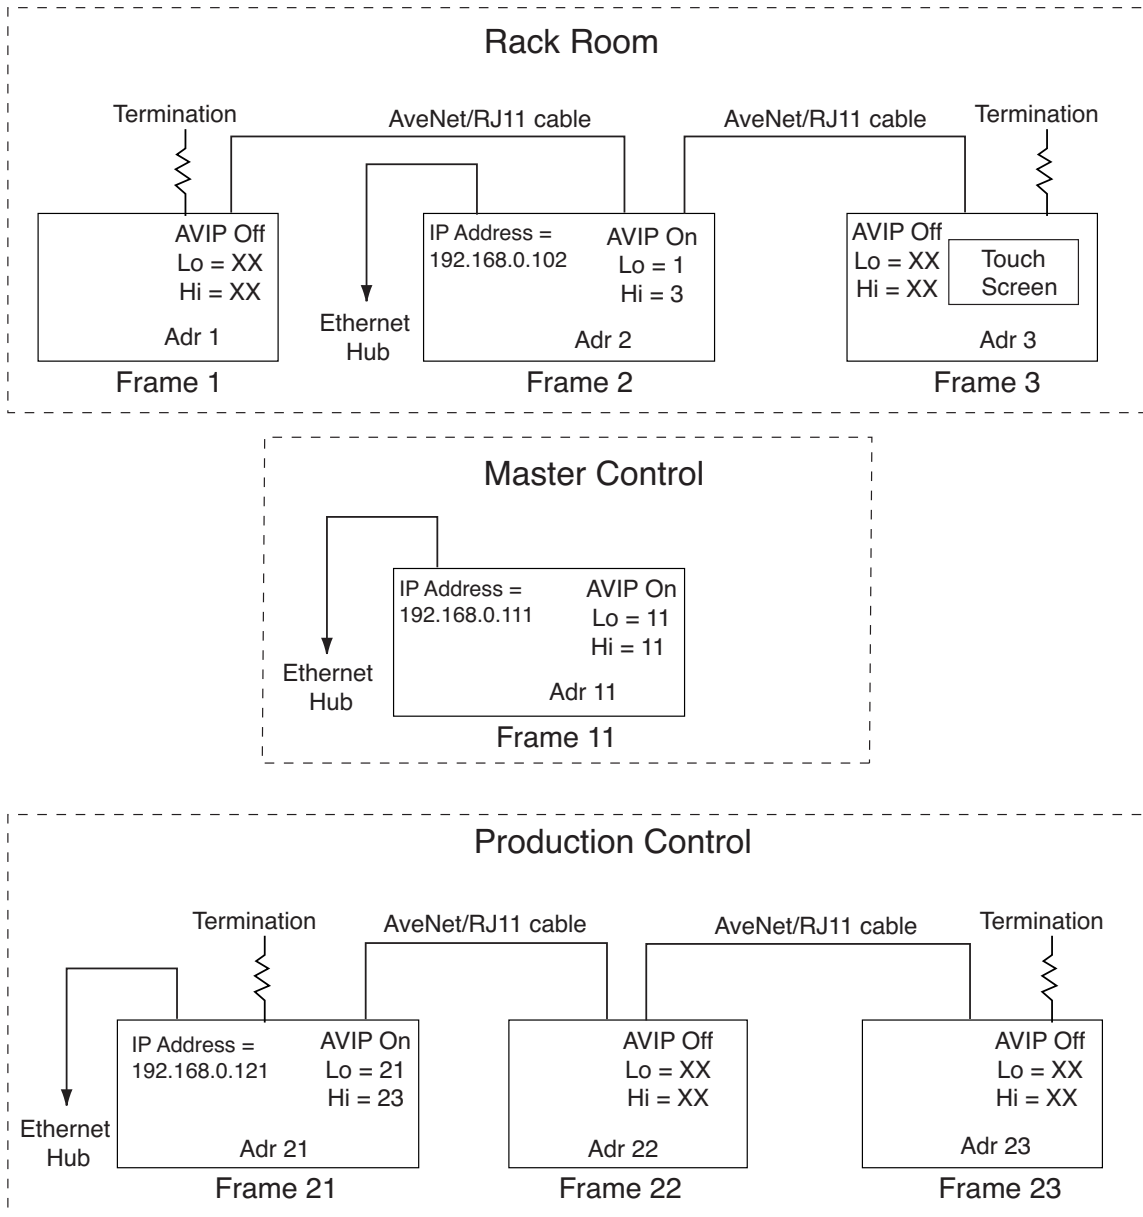 Rack Room
Termination
AveNet/RJ11 cable
AveNet/RJ11 cable
Termination
AVIP Off
Lo = XX
Hi = XX
Adr 1
Frame 1
Ethernet
Hub
IP Address =
192.168.0.102
AVIP On
Lo = 1
Hi = 3
Adr 2
Frame 2
AVIP Off
Lo = XX
Hi = XX
Touch
Screen
Adr 3
Frame 3
Master Control
Ethernet
Hub
IP Address =
192.168.0.111
AVIP On
Lo = 11
Hi = 11
Adr 11
Frame 11
Production Control
Termination
AveNet/RJ11 cable
AveNet/RJ11 cable
Termination
Ethernet
Hub
IP Address =
192.168.0.121
AVIP On
Lo = 21
Hi = 23
Adr 21
Frame 21
AVIP Off
Lo = XX
Hi = XX
Adr 22
Frame 22
AVIP Off
Lo = XX
Hi = XX
Adr 23
Frame 23